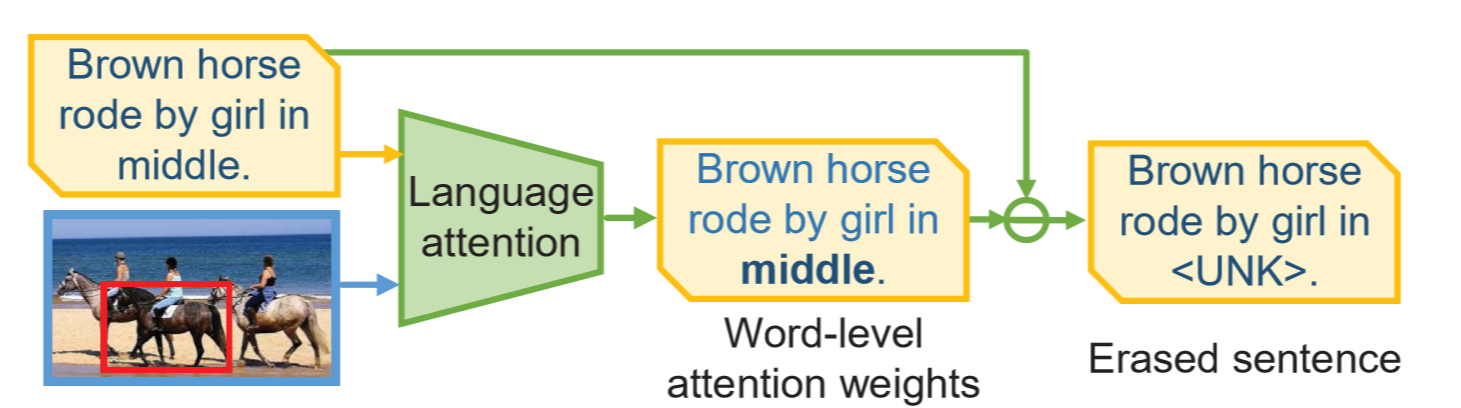 Brown horse
rode by girl in
middle.
Language
attention
Brown horse
rode by girl in
middle.
Word-level
attention weights
Brown horse
rode by girl in
<UNK>.
Erased sentence